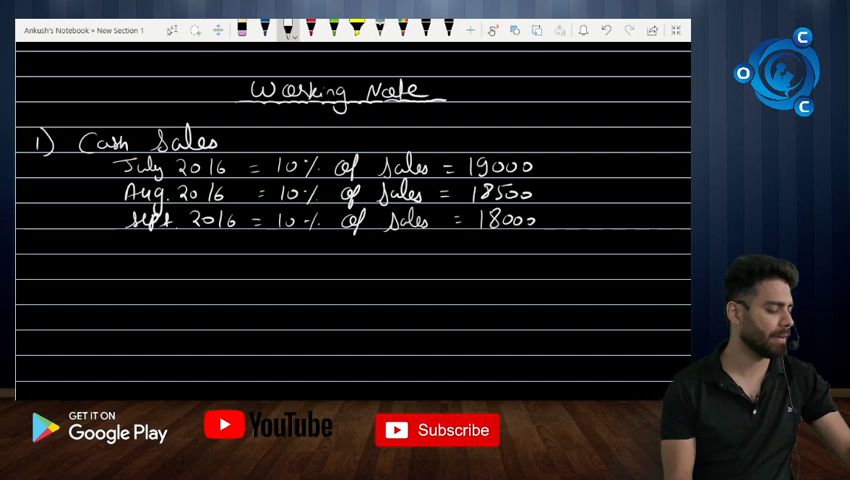 Ankush's Notebook > New Section 1
Working Note
1) Cash Sales
July 2016 = 10% of sales = 19000
Aug. 2016 = 10% of sales = 18500
Sept. 2016 = 10% of sales = 18000
C
O
C
GET IT ON
Google Play
YouTube
Subscribe